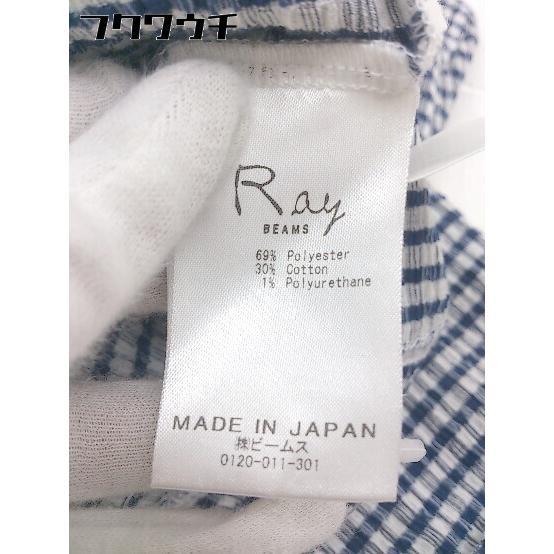 フクワウチ
Ray
BEAMS
69% Polyester
30% Cotton
1% Polyurethane
MADE IN JAPAN
㈱ビームス
0120-011-301